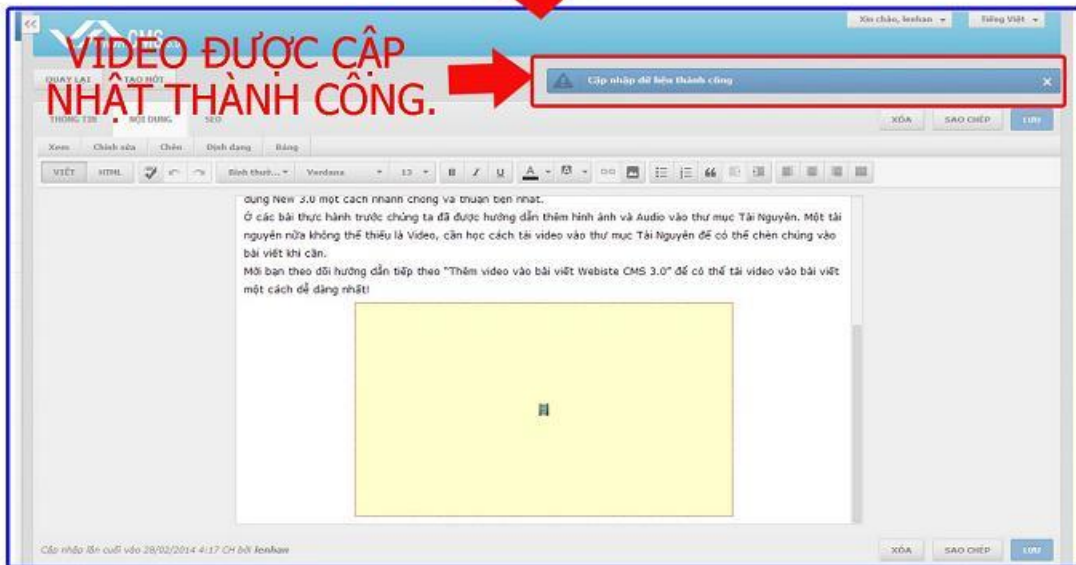 Xin chào, lenhan
Tiếng Việt
CMS
VIDEO ĐƯỢC CẬP
NHẬT THÀNH CÔNG.
Cập nhập dữ liệu thành công
QUAY LẠI
TẠO MỚI
THÔNG TIN NỘI DUNG SEO
XÓA SAO CHÉP LƯU
Xem Chỉnh sửa Chèn Định dạng Bảng
VIẾT HTML Bình thườ... Verdana 13 B I U A
dụng New 3.0 một cách nhanh chóng và thuận tiện nhất.
Ở các bài thực hành trước chúng ta đã được hướng dẫn thêm hình ảnh và Audio vào thư mục Tài Nguyên. Một tài
nguyên nữa không thể thiếu là Video, cần học cách tải video vào thư mục Tài Nguyên để có thể chèn chúng vào
bài viết khi cần.
Mời bạn theo dõi hướng dẫn tiếp theo "Thêm video vào bài viết Webiste CMS 3.0" để có thể tải video vào bài viết
một cách dễ dàng nhất!
Cập nhập lần cuối vào 28/02/2014 4:17 CH bởi lenhan
XÓA SAO CHÉP LƯU